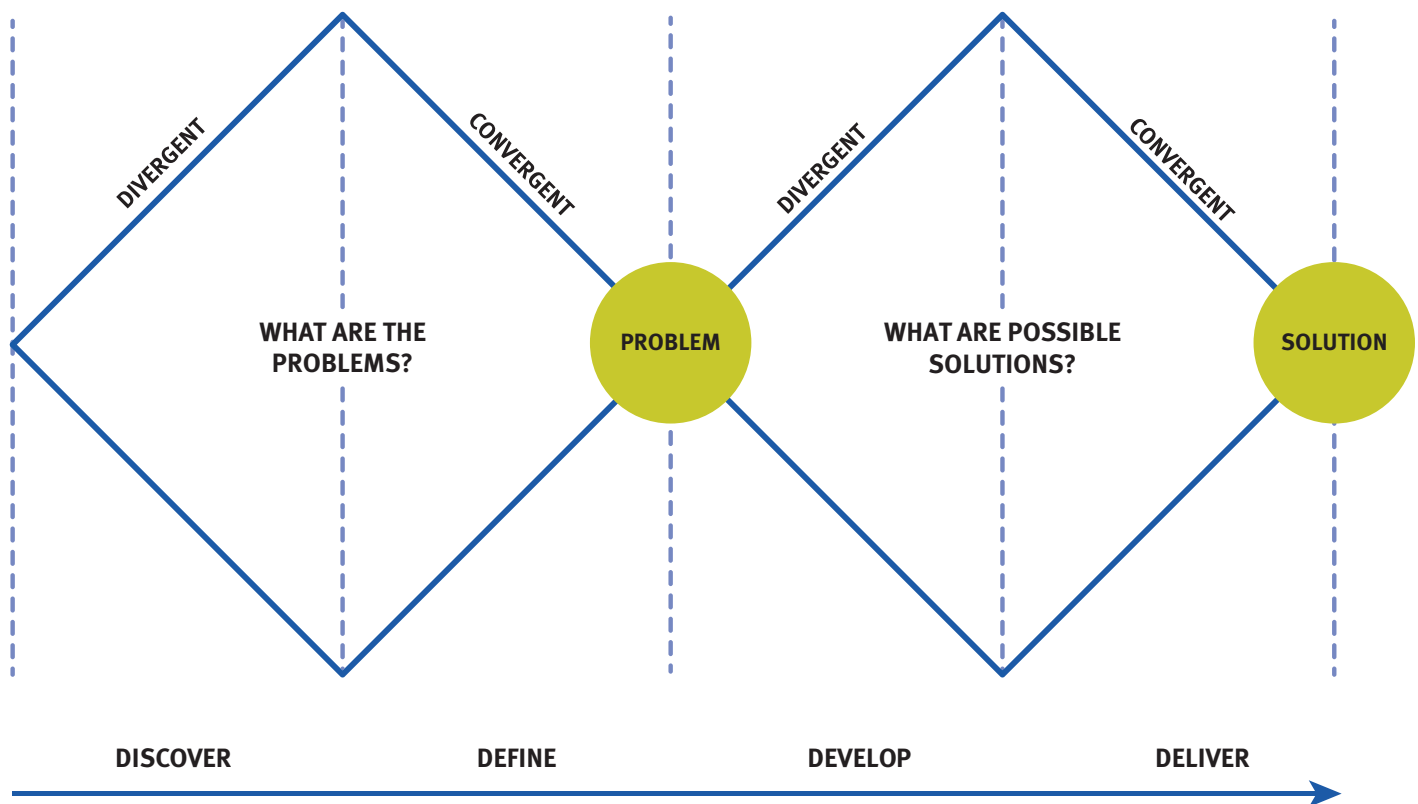 DIVERGENT
CONVERGENT
DIVERGENT
CONVERGENT
WHAT ARE THE
PROBLEMS?
PROBLEM
WHAT ARE POSSIBLE
SOLUTIONS?
SOLUTION
DISCOVER
DEFINE
DEVELOP
DELIVER